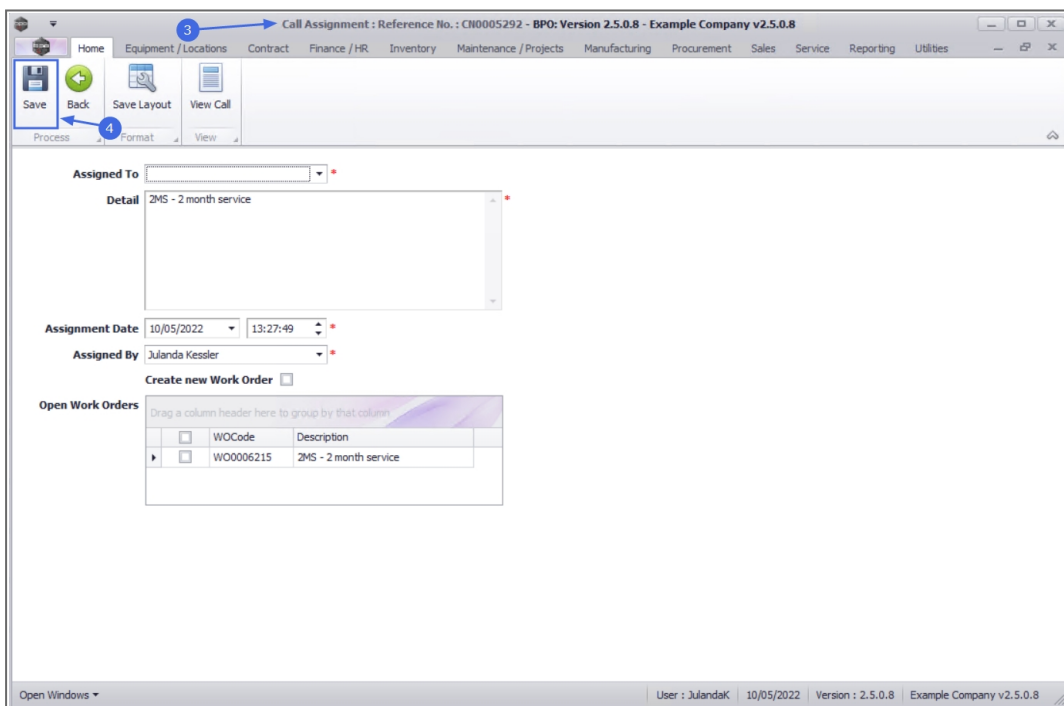 3
Call Assignment : Reference No. : CN0005292 - BPO: Version 2.5.0.8 - Example Company v2.5.0.8
Home Equipment / Locations Contract Finance / HR Inventory Maintenance / Projects Manufacturing Procurement Sales Service Reporting Utilities
Save Back Save Layout View Call
4
Process Format View
Assigned To *
Detail 2MS - 2 month service *
Assignment Date 10/05/2022 13:27:49 *
Assigned By Julanda Kessler *
Create new Work Order
Open Work Orders
Drag a column header here to group by that column
WOCode Description
WO0006215 2MS - 2 month service
Open Windows User : JulandaK 10/05/2022 Version : 2.5.0.8 Example Company v2.5.0.8